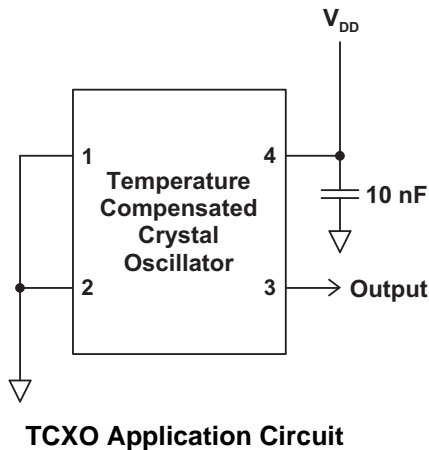 V_DD
1
4
Temperature
Compensated
Crystal
Oscillator
10 nF
2
3
Output
TCXO Application Circuit